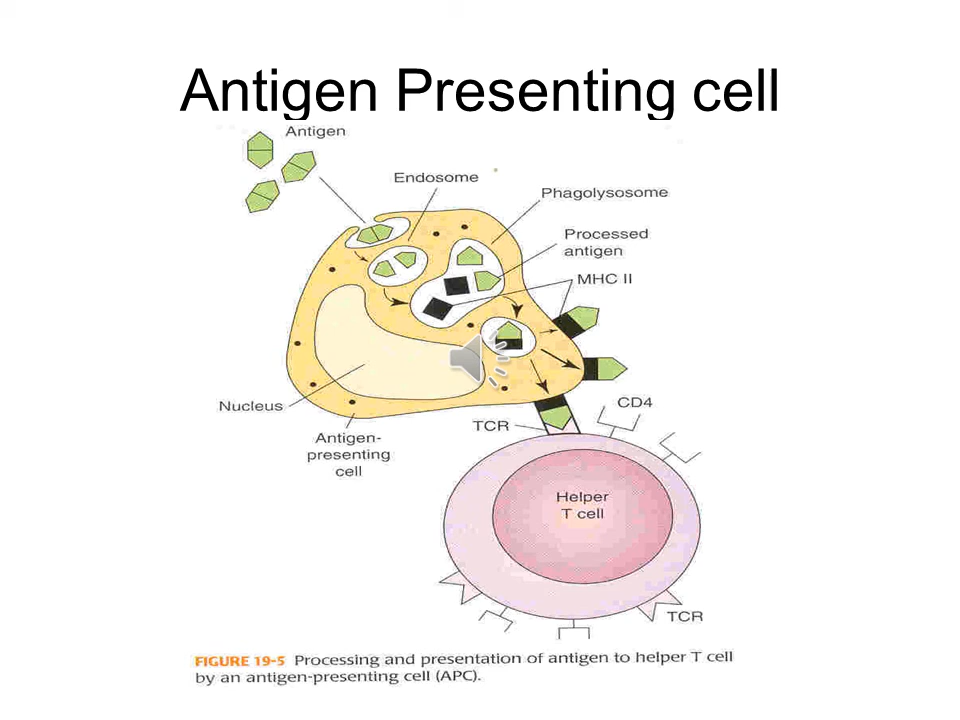 Antigen Presenting cell
Antigen
Endosome
Phagolysosome
Processed
antigen
MHC II
Nucleus
Antigen-
presenting
cell
TCR
CD4
Helper
T cell
TCR
FIGURE 19-5 Processing and presentation of antigen to helper T cell
by an antigen-presenting cell (APC).